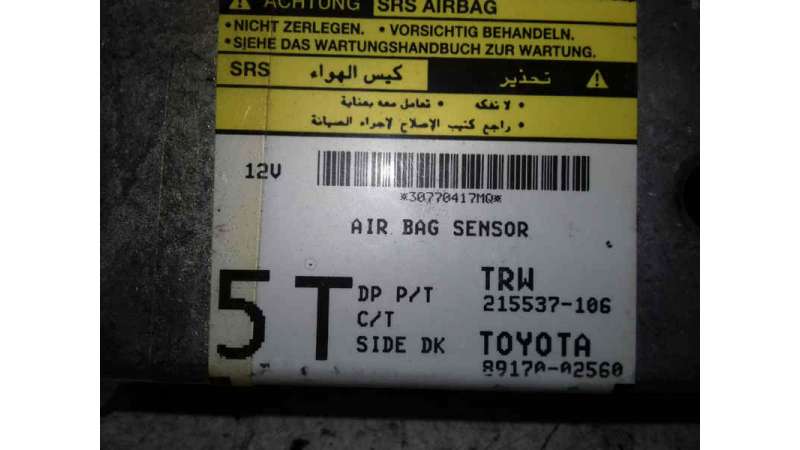 ACHTUNG SRS AIRBAG
•NICHT ZERLEGEN. •VORSICHTIG BEHANDELN.
•SIEHE DAS WARTUNGSHANDBUCH ZUR WARTUNG.
SRS كيس الهواء تحذير
• لا تفكه • تعامل معه بعناية
• راجع كتيب الإصلاح لاجراء الصيانة
12V
*30770417MQ*
AIR BAG SENSOR
5T
DP P/T TRW
215537-106
C/T
SIDE DK TOYOTA
89170-02560